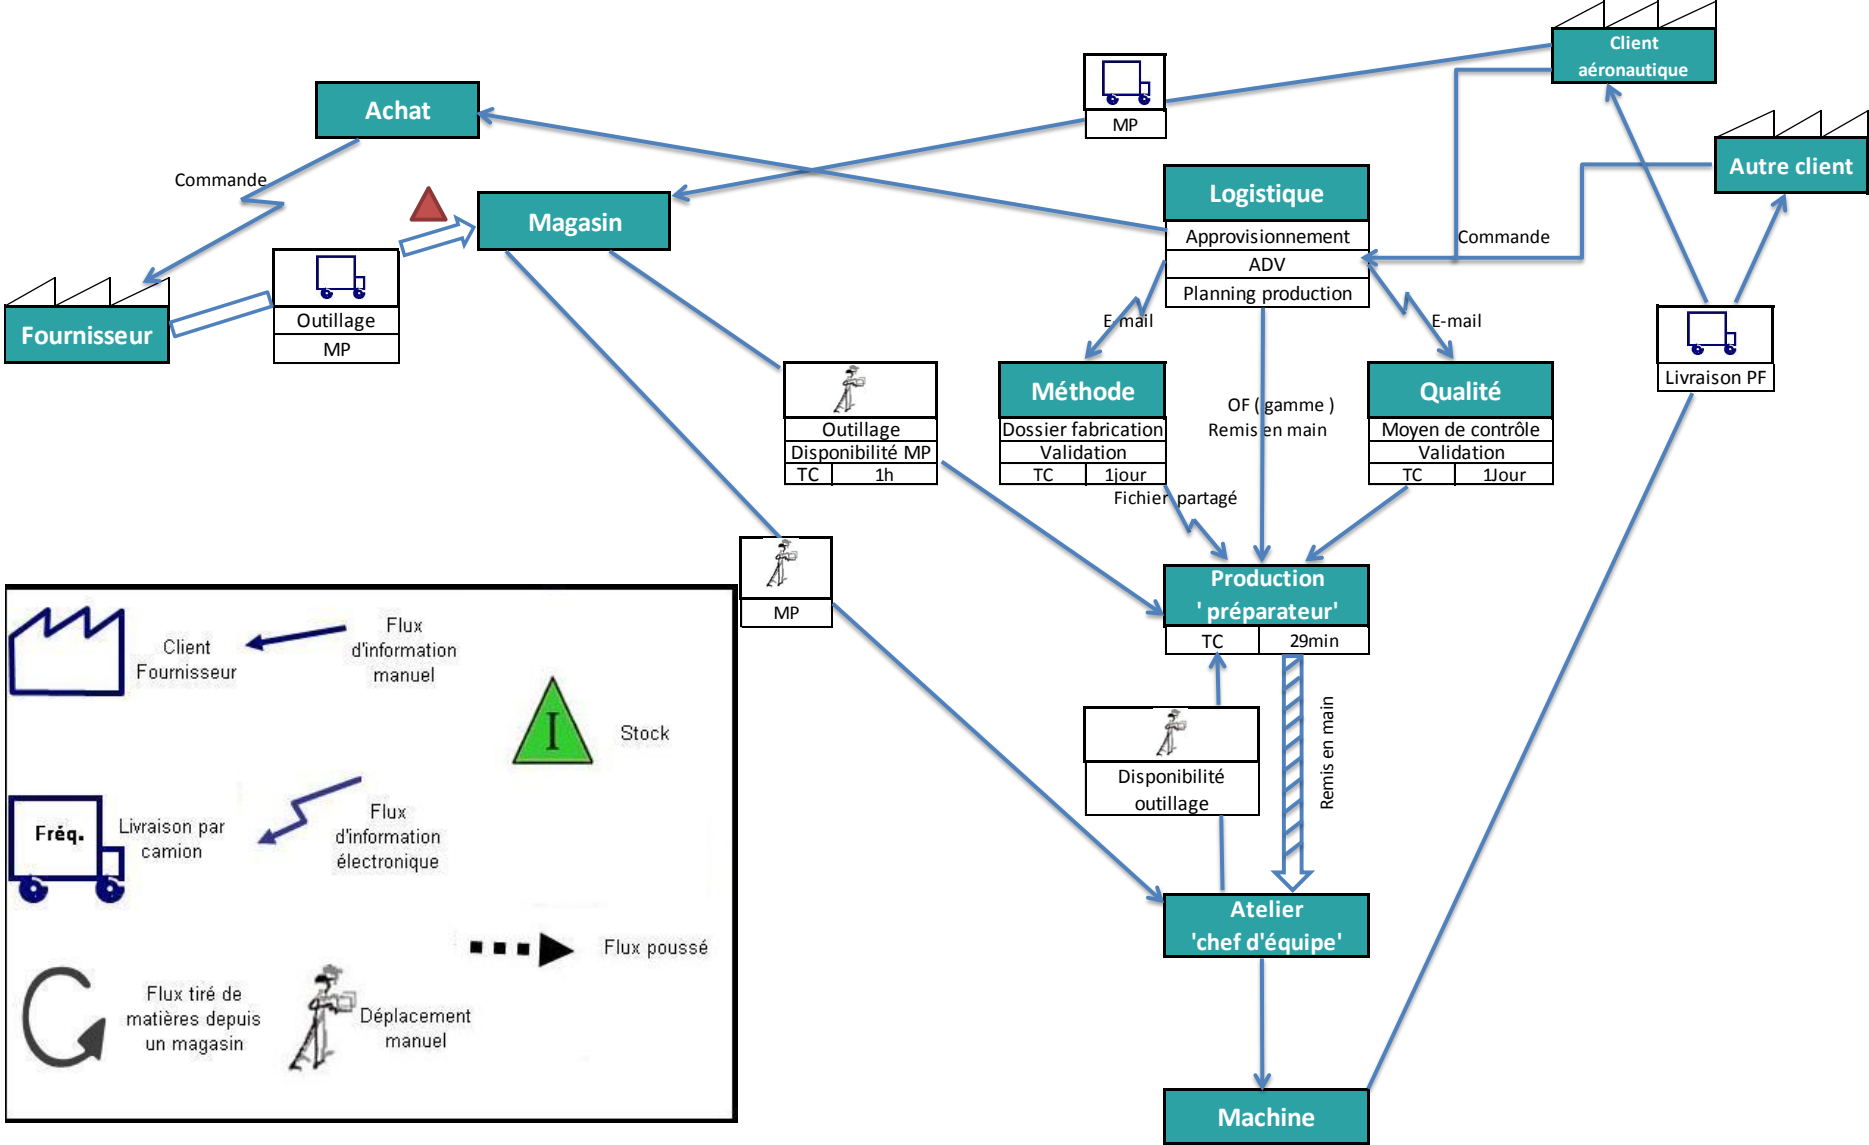 Client
aéronautique
MP
Achat
Autre client
Commande
Logistique
Magasin
Approvisionnement
Commande
ADV
Planning production
Outillage
MP
Fournisseur
E-mail
E-mail
Livraison PF
Méthode
Qualité
OF ( gamme )
Remis en main
Outillage
Disponibilité MP
TC 1h
Dossier fabrication
Validation
TC 1jour
Moyen de contrôle
Validation
TC 1Jour
Fichier partagé
Production
' préparateur'
TC 29min
MP
Remis en main
Disponibilité
outillage
Atelier
'chef d'équipe'
Machine
Client
Fournisseur
Flux
d'information
manuel
I
Stock
Fréq.
Livraison par
camion
Flux
d'information
électronique
Flux poussé
Flux tiré de
matières depuis
un magasin
Déplacement
manuel